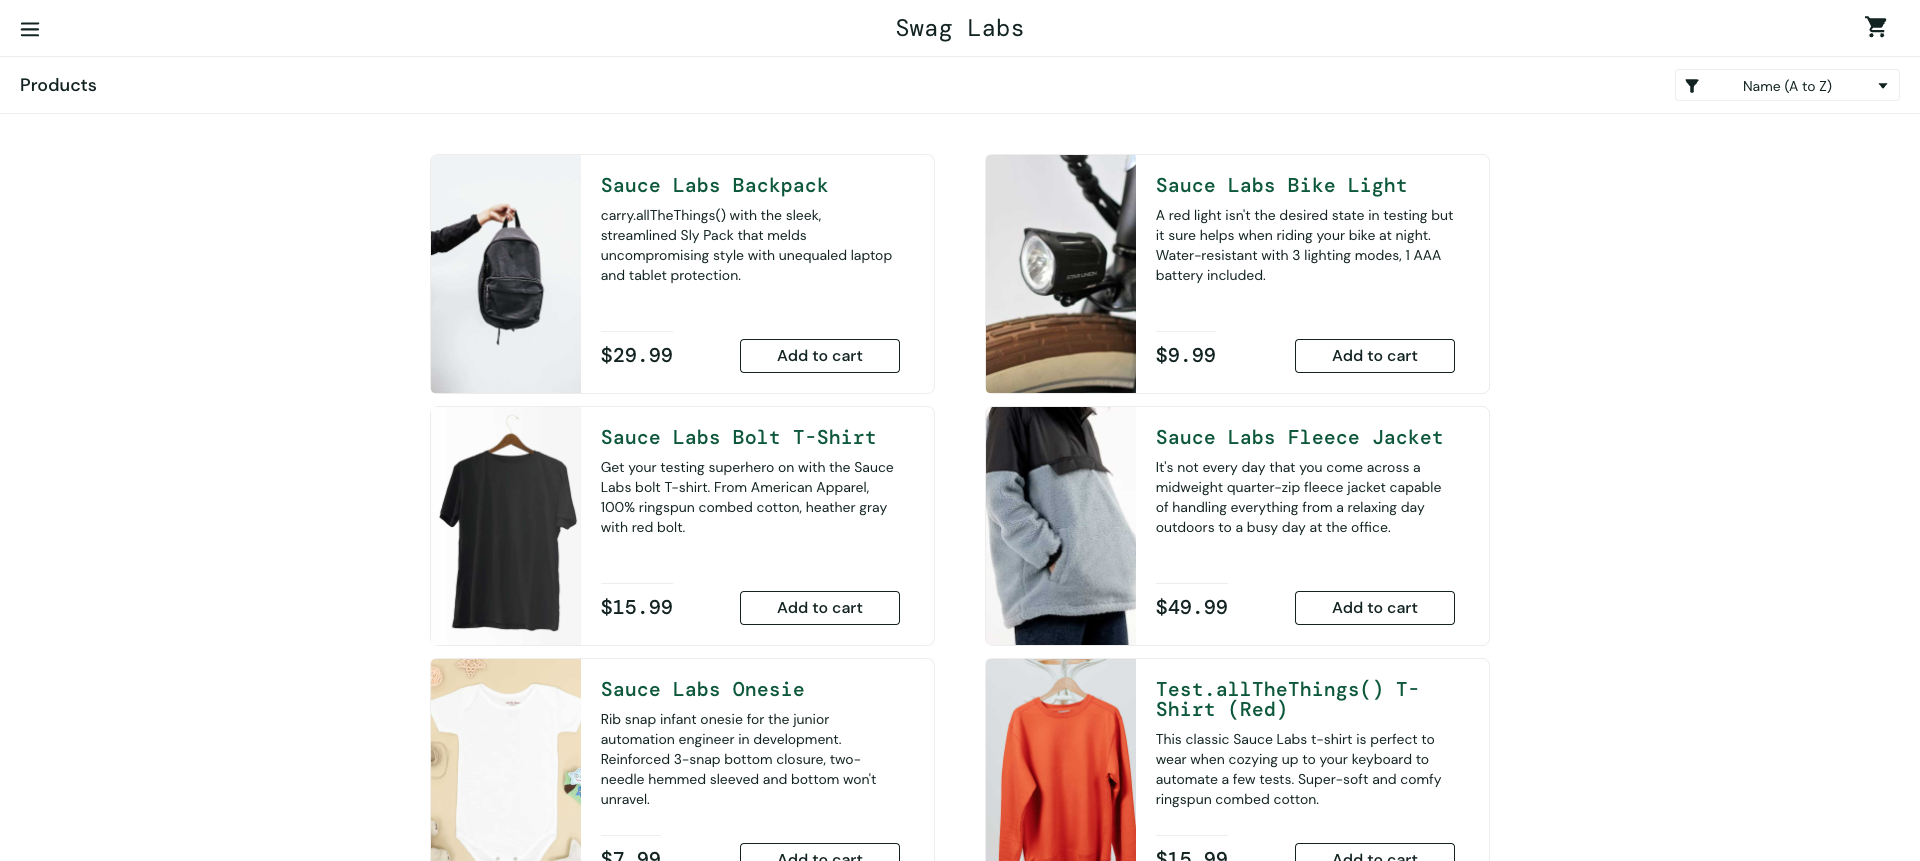 Swag Labs
Products
Name (A to Z)
Sauce Labs Backpack
carry.allTheThings() with the sleek,
streamlined Sly Pack that melds
uncompromising style with unequaled laptop
and tablet protection.
$29.99
Add to cart
Sauce Labs Bike Light
A red light isn't the desired state in testing but
it sure helps when riding your bike at night.
Water-resistant with 3 lighting modes, 1 AAA
battery included.
$9.99
Add to cart
Sauce Labs Bolt T-Shirt
Get your testing superhero on with the Sauce
Labs bolt T-shirt. From American Apparel,
100% ringspun combed cotton, heather gray
with red bolt.
$15.99
Add to cart
Sauce Labs Fleece Jacket
It's not every day that you come across a
midweight quarter-zip fleece jacket capable
of handling everything from a relaxing day
outdoors to a busy day at the office.
$49.99
Add to cart
Sauce Labs Onesie
Rib snap infant onesie for the junior
automation engineer in development.
Reinforced 3-snap bottom closure, two-
needle hemmed sleeved and bottom won't
unravel.
$7.99
Add to cart
Test.allTheThings() T-
Shirt (Red)
This classic Sauce Labs t-shirt is perfect to
wear when cozying up to your keyboard to
automate a few tests. Super-soft and comfy
ringspun combed cotton.
$15.99
Add to cart